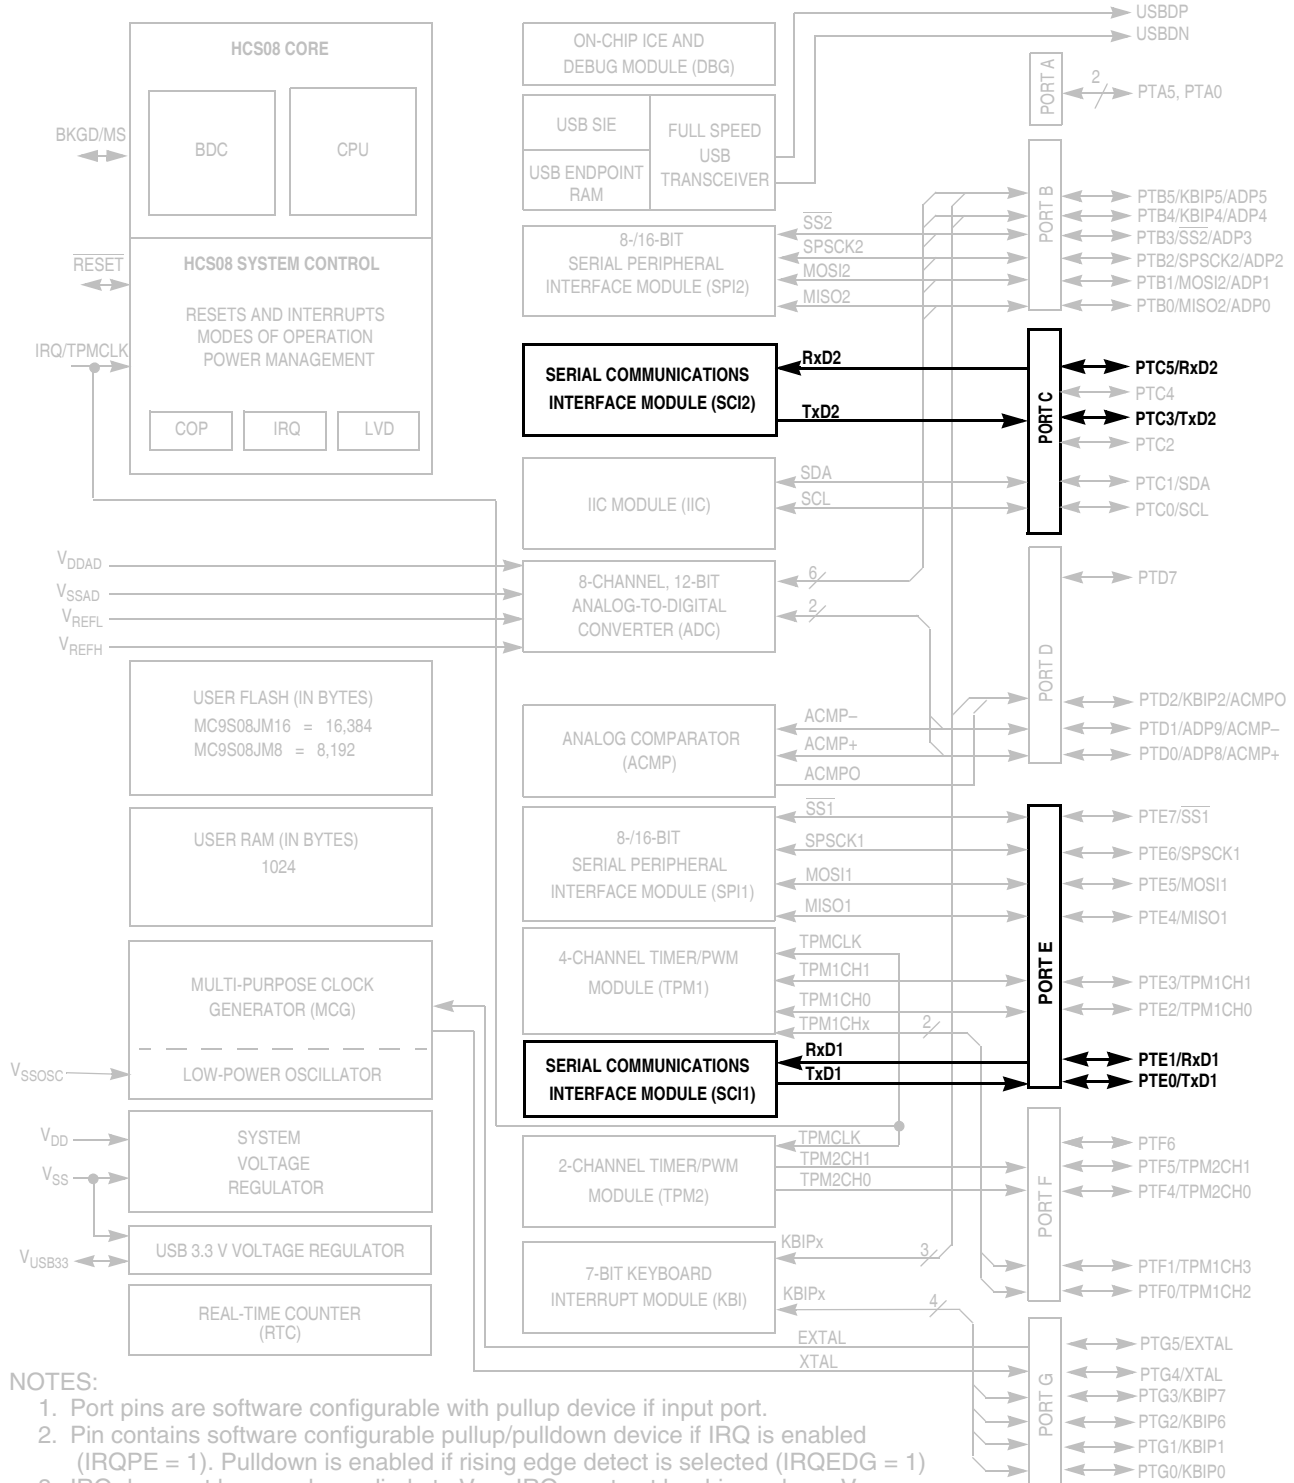 HCS08 CORE
BDC
CPU
BKGD/MS
HCS08 SYSTEM CONTROL
RESET
RESETS AND INTERRUPTS
MODES OF OPERATION
POWER MANAGEMENT
IRQ/TPMCLK
COP
IRQ
LVD
VDDAD
VSSAD
VREFL
VREFH
USER FLASH (IN BYTES)
MC9S08JM16 = 16,384
MC9S08JM8 = 8,192
USER RAM (IN BYTES)
1024
MULTI-PURPOSE CLOCK
GENERATOR (MCG)
LOW-POWER OSCILLATOR
VSSOSC
VDD
VSS
SYSTEM
VOLTAGE
REGULATOR
VUSB33
USB 3.3 V VOLTAGE REGULATOR
REAL-TIME COUNTER
(RTC)
ON-CHIP ICE AND
DEBUG MODULE (DBG)
USB SIE
USB ENDPOINT
RAM
FULL SPEED
USB
TRANSCEIVER
8-/16-BIT
SERIAL PERIPHERAL
INTERFACE MODULE (SPI2)
SS2
SPSCK2
MOSI2
MISO2
SERIAL COMMUNICATIONS
INTERFACE MODULE (SCI2)
RxD2
TxD2
IIC MODULE (IIC)
SDA
SCL
8-CHANNEL, 12-BIT
ANALOG-TO-DIGITAL
CONVERTER (ADC)
6
2
ANALOG COMPARATOR
(ACMP)
ACMP–
ACMP+
ACMPO
8-/16-BIT
SERIAL PERIPHERAL
INTERFACE MODULE (SPI1)
SS1
SPSCK1
MOSI1
MISO1
4-CHANNEL TIMER/PWM
MODULE (TPM1)
TPMCLK
TPM1CH1
TPM1CH0
TPM1CHx
2
SERIAL COMMUNICATIONS
INTERFACE MODULE (SCI1)
RxD1
TxD1
2-CHANNEL TIMER/PWM
MODULE (TPM2)
TPMCLK
TPM2CH1
TPM2CH0
7-BIT KEYBOARD
INTERRUPT MODULE (KBI)
KBIPx
3
KBIPx
4
EXTAL
XTAL
USBDP
USBDN
PORT A
2
PTA5, PTA0
PORT B
PTB5/KBIP5/ADP5
PTB4/KBIP4/ADP4
PTB3/SS2/ADP3
PTB2/SPSCK2/ADP2
PTB1/MOSI2/ADP1
PTB0/MISO2/ADP0
PORT C
PTC5/RxD2
PTC4
PTC3/TxD2
PTC2
PTC1/SDA
PTC0/SCL
PORT D
PTD7
PTD2/KBIP2/ACMPO
PTD1/ADP9/ACMP–
PTD0/ADP8/ACMP+
PORT E
PTE7/SS1
PTE6/SPSCK1
PTE5/MOSI1
PTE4/MISO1
PTE3/TPM1CH1
PTE2/TPM1CH0
PTE1/RxD1
PTE0/TxD1
PORT F
PTF6
PTF5/TPM2CH1
PTF4/TPM2CH0
PTF1/TPM1CH3
PTF0/TPM1CH2
PORT G
PTG5/EXTAL
PTG4/XTAL
PTG3/KBIP7
PTG2/KBIP6
PTG1/KBIP1
PTG0/KBIP0
NOTES:
1. Port pins are software configurable with pullup device if input port.
2. Pin contains software configurable pullup/pulldown device if IRQ is enabled
(IRQPE = 1). Pulldown is enabled if rising edge detect is selected (IRQEDG = 1)